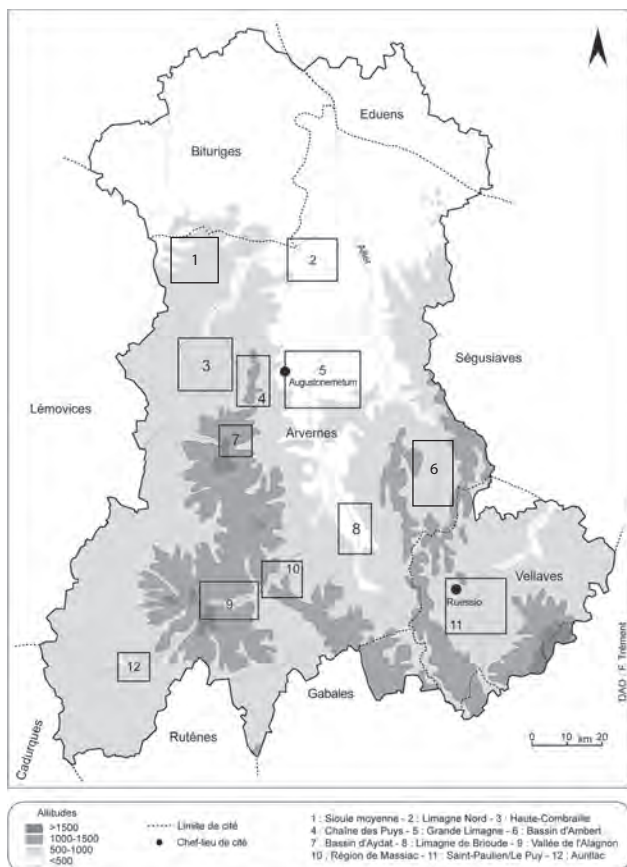 Eduens
Bituriges
1
2
Allier
3
5
Augustonemetum
4
Ségusiaves
Lémovices
Arvernes
7
6
8
10
Vellaves
9
Ruessio
11
12
Gabales
Rutènes
Cadurques
DAO : F. Trément
0 10 20
km
Altitudes
>1500
1000-1500
500-1000
<500
Limite de cité
Chef-lieu de cité
1 : Sioule moyenne - 2 : Limagne Nord - 3 : Haute-Combraille
4 : Chaîne des Puys - 5 : Grande Limagne - 6 : Bassin d'Ambert
7 : Bassin d'Aydat - 8 : Limagne de Brioude - 9 : Vallée de l'Alagnon
10 : Région de Massiac - 11 : Saint-Paulien/Le Puy - 12 : Aurillac